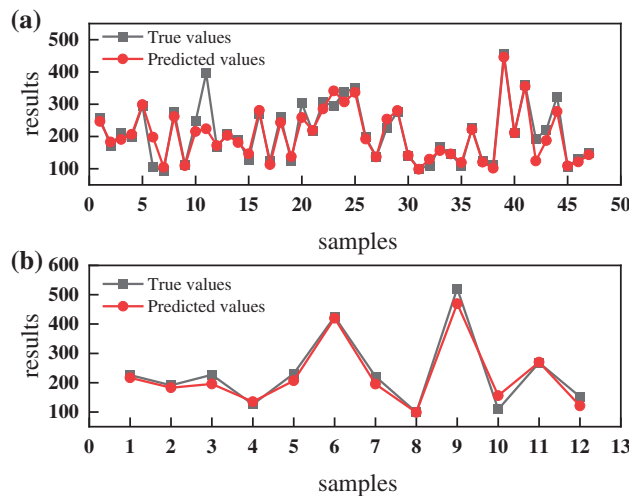 (a)
500
400
300
200
100
results
True values
Predicted values
0 5 10 15 20 25 30 35 40 45 50
samples
(b)
600
500
400
300
200
100
results
True values
Predicted values
0 1 2 3 4 5 6 7 8 9 10 11 12 13
samples